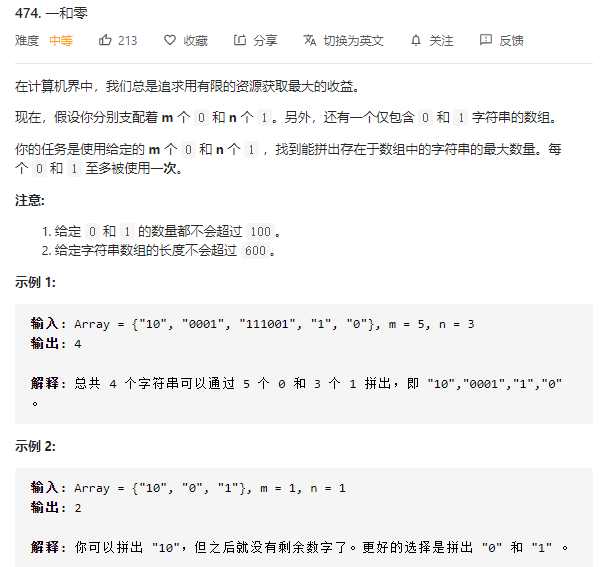 474. 一和零
难度 中等 213 收藏 分享 切换为英文 关注 反馈
在计算机界中，我们总是追求用有限的资源获取最大的收益。
现在，假设你分别支配着 m 个 0 和 n 个 1。另外，还有一个仅包含 0 和 1 字符串的数组。
你的任务是使用给定的 m 个 0 和 n 个 1 ，找到能拼出存在于数组中的字符串的最大数量。每
个 0 和 1 至多被使用一次。
注意:
1. 给定 0 和 1 的数量都不会超过 100。
2. 给定字符串数组的长度不会超过 600。
示例 1:
输入: Array = {"10", "0001", "111001", "1", "0"}, m = 5, n = 3
输出: 4
解释: 总共 4 个字符串可以通过 5 个 0 和 3 个 1 拼出，即 "10","0001","1","0"
。
示例 2:
输入: Array = {"10", "0", "1"}, m = 1, n = 1
输出: 2
解释: 你可以拼出 "10"，但之后就没有剩余数字了。更好的选择是拼出 "0" 和 "1" 。